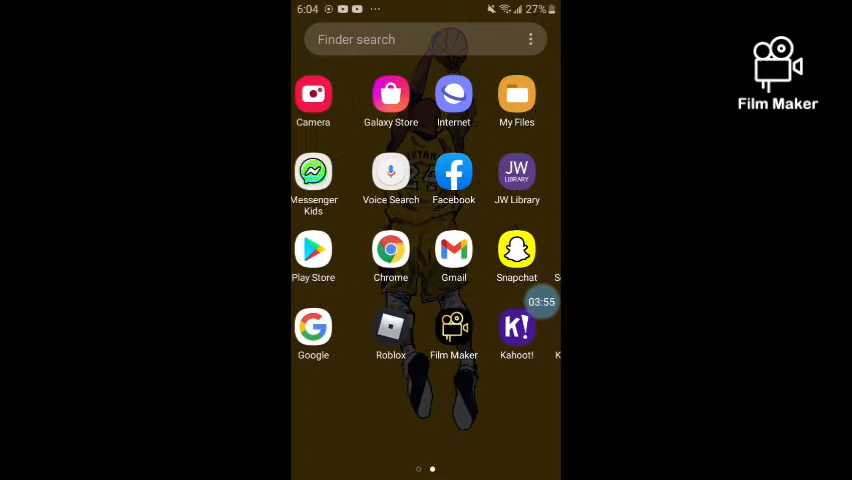 6:04
27%
Finder search
Film Maker
Camera
Galaxy Store
Internet
My Files
JW
LIBRARY
Messenger
Kids
Voice Search
Facebook
JW Library
Play Store
Chrome
Gmail
Snapchat
03:55
K!
Google
Roblox
Film Maker
Kahoot!
K